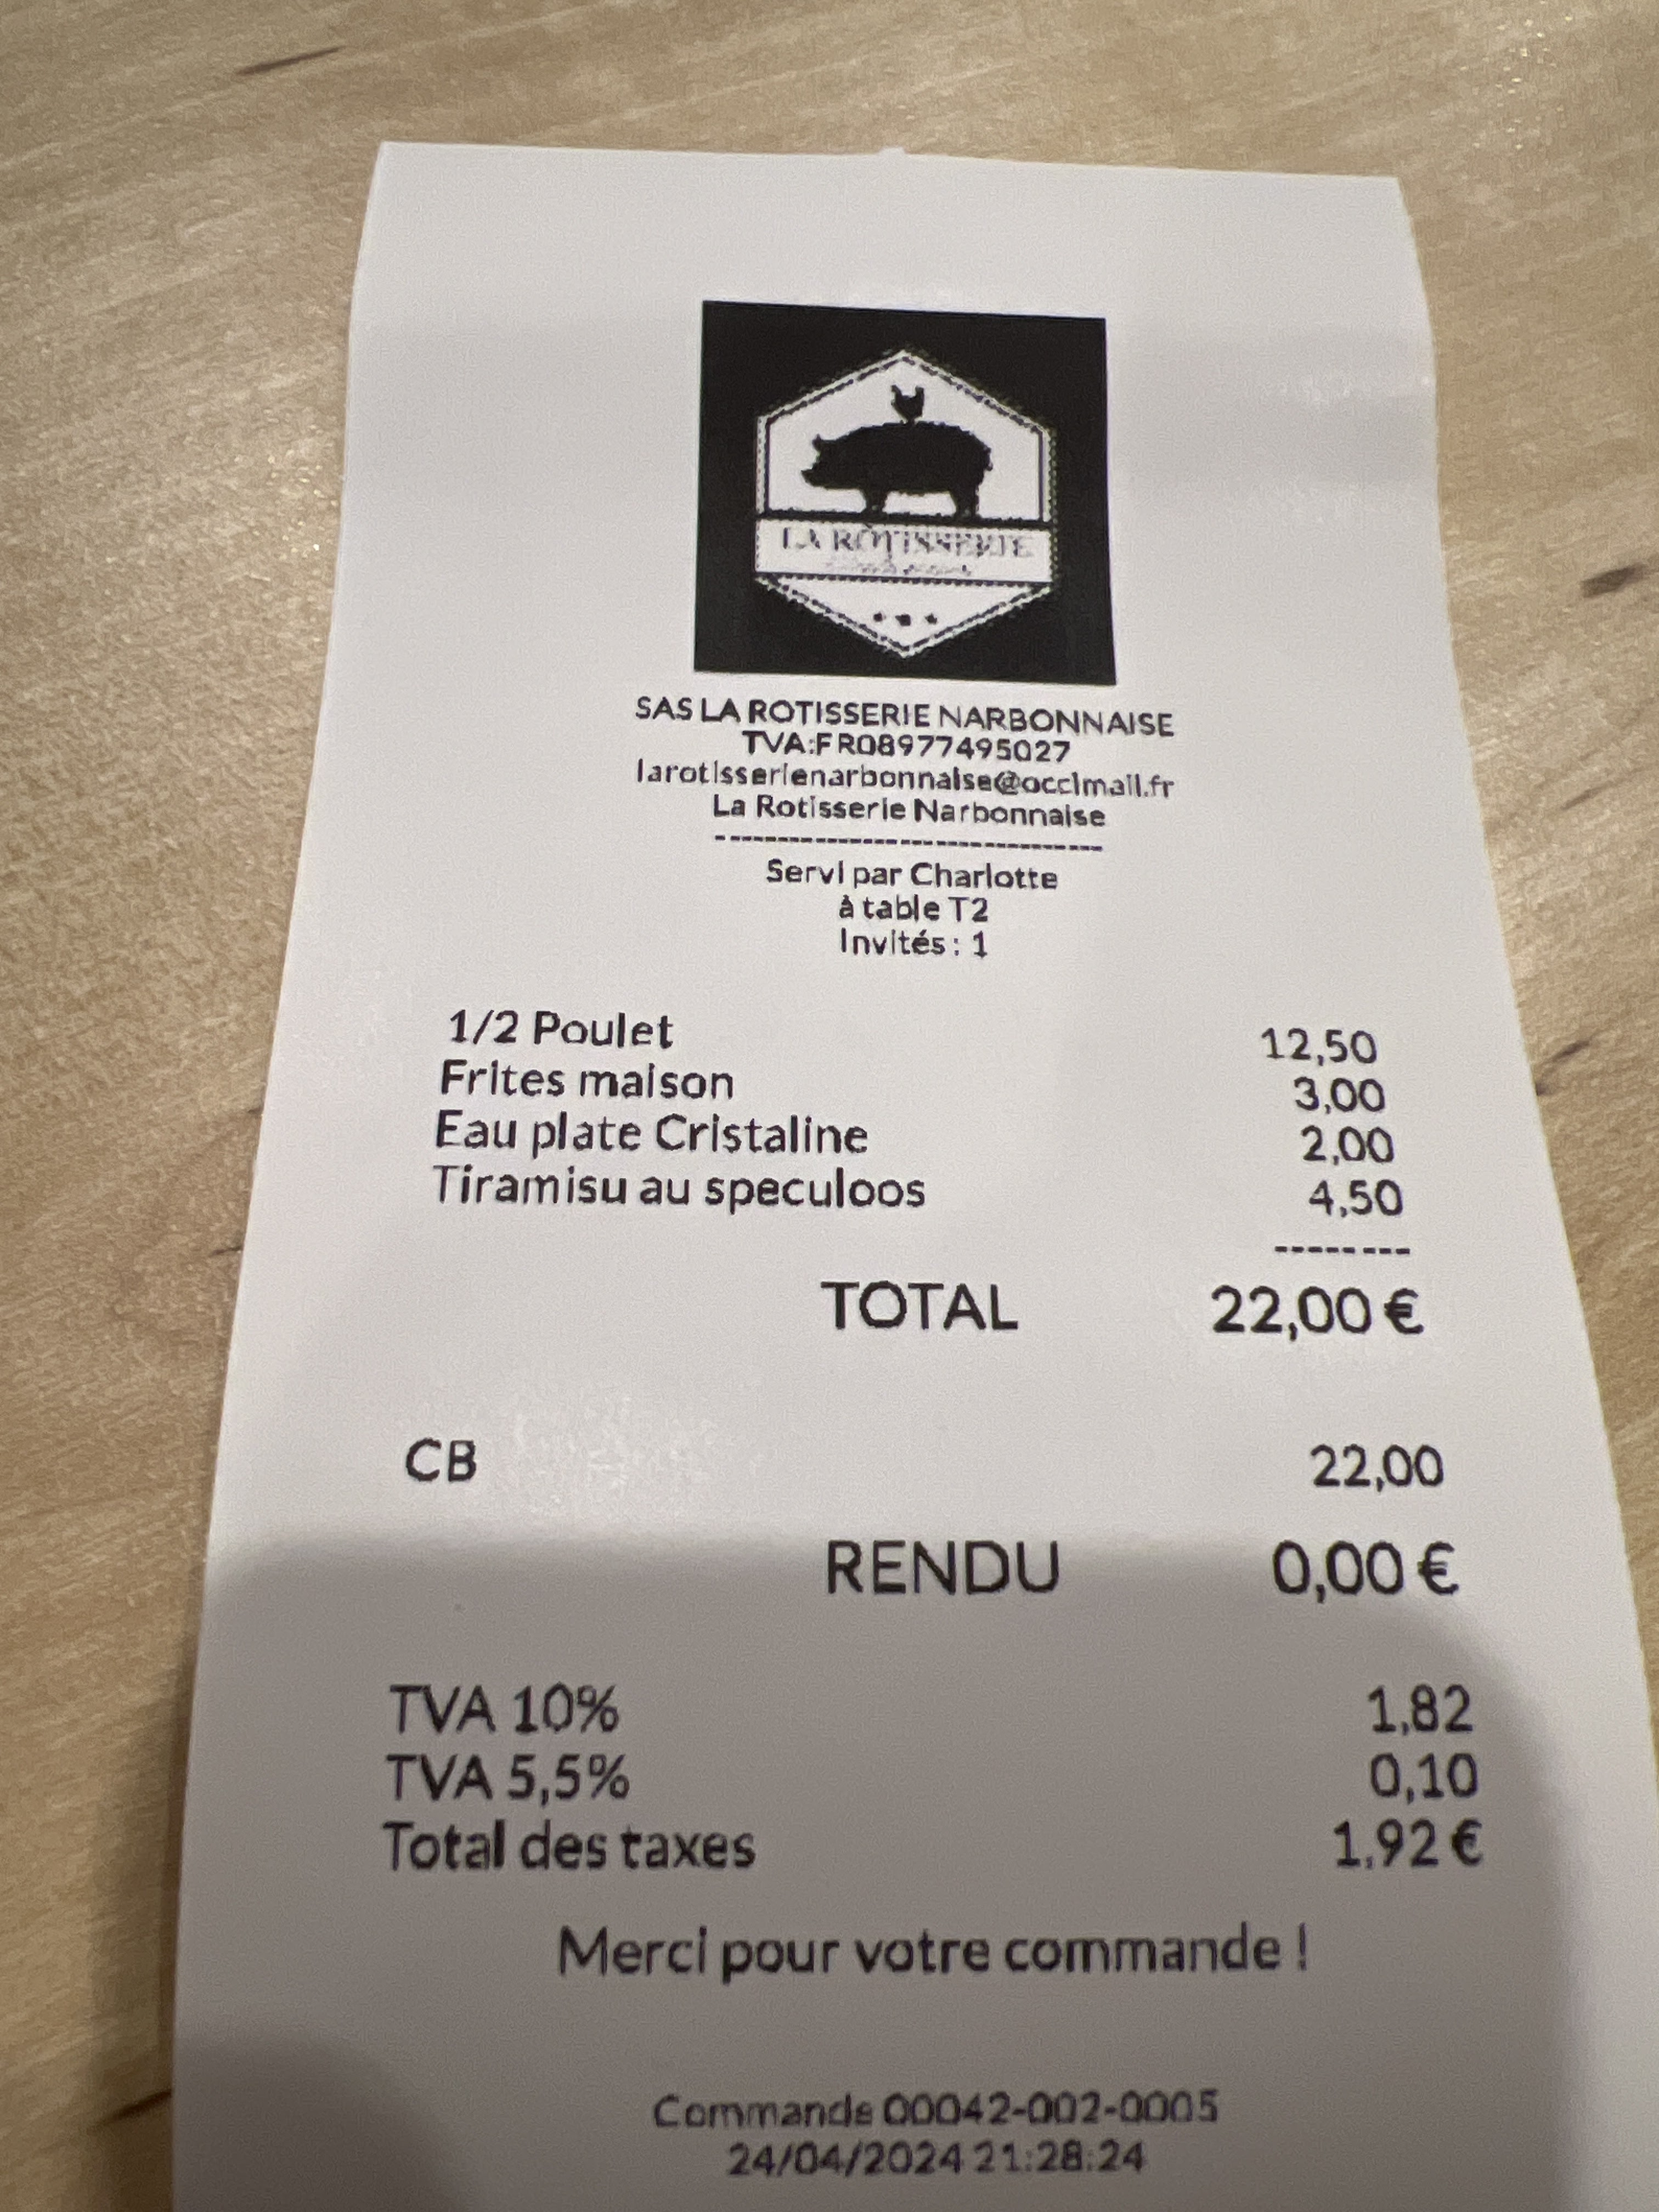 LA RÔTISSERIE
SAS LA ROTISSERIE NARBONNAISE
TVA:FR08977495027
larotisserienarbonnaise@occimail.fr
La Rotisserie Narbonnaise
--------------------------------
Servi par Charlotte
à table T2
Invités : 1
1/2 Poulet 12,50
Frites maison 3,00
Eau plate Cristaline 2,00
Tiramisu au speculoos 4,50
--------
TOTAL 22,00 €
CB 22,00
RENDU 0,00 €
TVA 10% 1,82
TVA 5,5% 0,10
Total des taxes 1,92 €
Merci pour votre commande !
Commande 00042-002-0005
24/04/2024 21:28:24